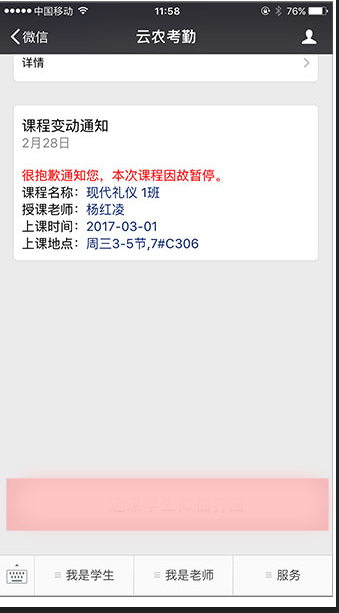 中国移动 11:58 76%
微信 云农考勤
详情
课程变动通知
2月28日
很抱歉通知您，本次课程因故暂停。
课程名称：现代礼仪 1班
授课老师：杨红凌
上课时间：2017-03-01
上课地点：周三3-5节,7#C306
我是学生 我是老师 服务